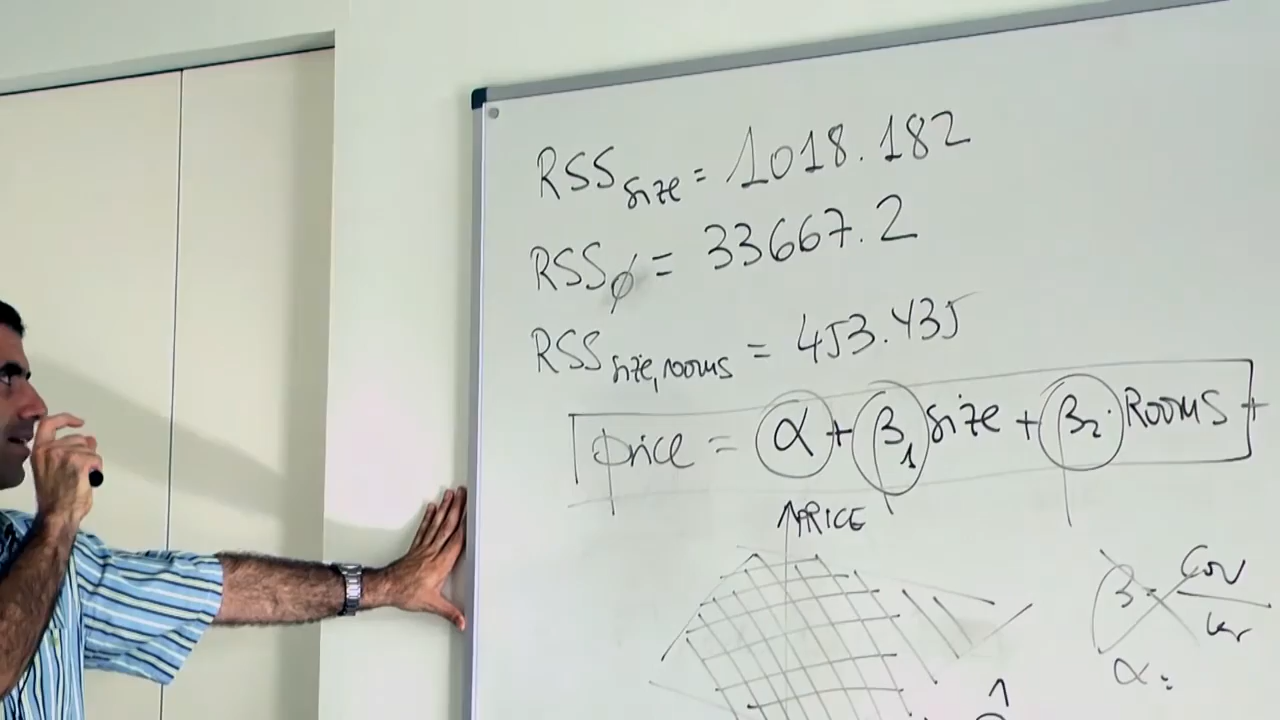 RSS size = 1018.182
RSS ∅ = 33667.2
RSS size, rooms = 453.435
price = α + β₁ size + β₂ · Rooms +
PRICE
β = Cov
α :